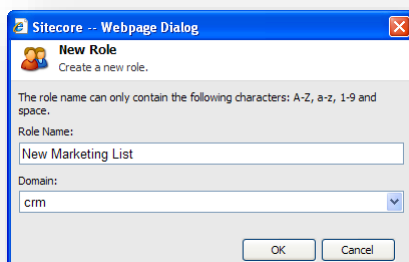 Sitecore -- Webpage Dialog
New Role
Create a new role.
The role name can only contain the following characters: A-Z, a-z, 1-9 and
space.
Role Name:
New Marketing List
Domain:
crm
OK Cancel